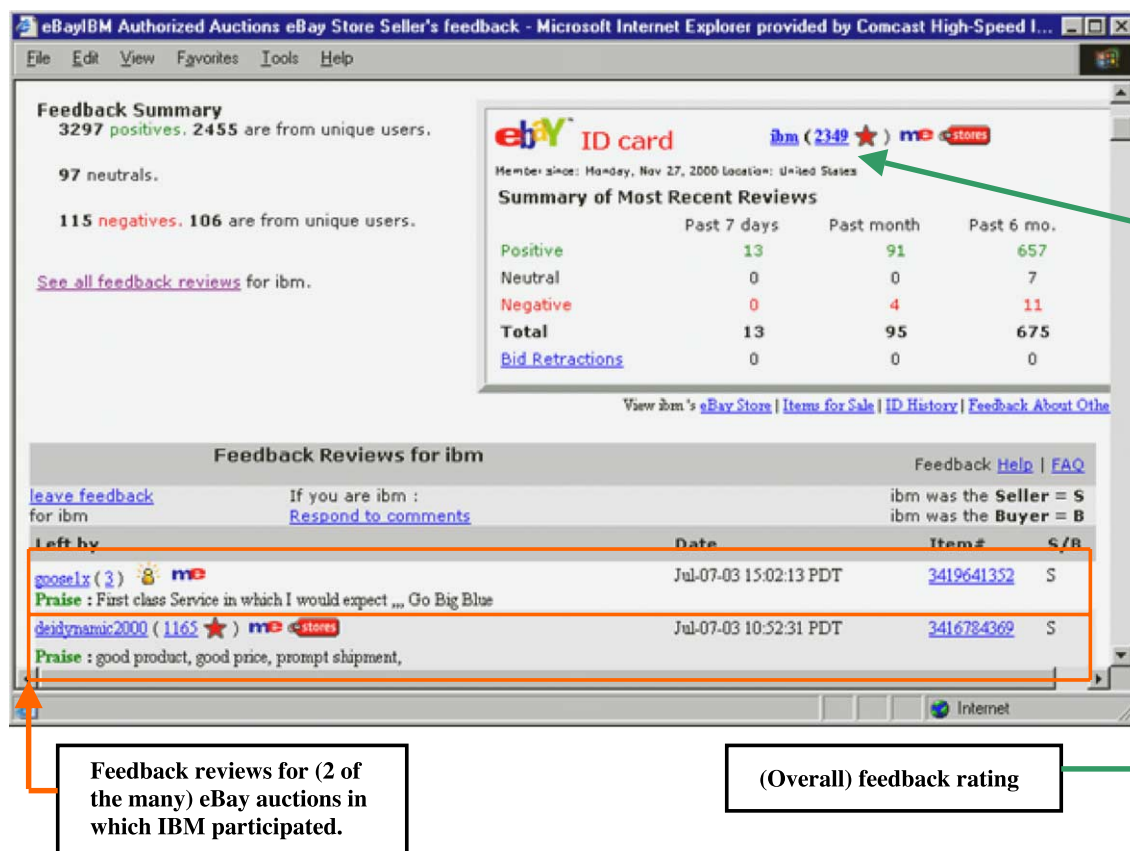 eBayIBM Authorized Auctions eBay Store Seller's feedback - Microsoft Internet Explorer provided by Comcast High-Speed I...
File Edit View Favorites Tools Help
Feedback Summary
3297 positives. 2455 are from unique users.
97 neutrals.
115 negatives. 106 are from unique users.
See all feedback reviews for ibm.
ebY™ ID card ibm ( 2349 ) me stores
Member since: Monday, Nov 27, 2000 Location: United States
Summary of Most Recent Reviews
Past 7 days Past month Past 6 mo.
Positive 13 91 657
Neutral 0 0 7
Negative 0 4 11
Total 13 95 675
Bid Retractions 0 0 0
View ibm 's eBay Store | Items for Sale | ID History | Feedback About Othe
Feedback Reviews for ibm Feedback Help | FAQ
leave feedback If you are ibm : ibm was the Seller = S
for ibm Respond to comments ibm was the Buyer = B
Left by Date Item# S/B
goose1x ( 3 ) me Jul-07-03 15:02:13 PDT 3419641352 S
Praise : First class Service in which I would expect ,,, Go Big Blue
deidynamic2000 ( 1165 ) me stores Jul-07-03 10:52:31 PDT 3416784369 S
Praise : good product, good price, prompt shipment,
Internet
Feedback reviews for (2 of
the many) eBay auctions in
which IBM participated.
(Overall) feedback rating